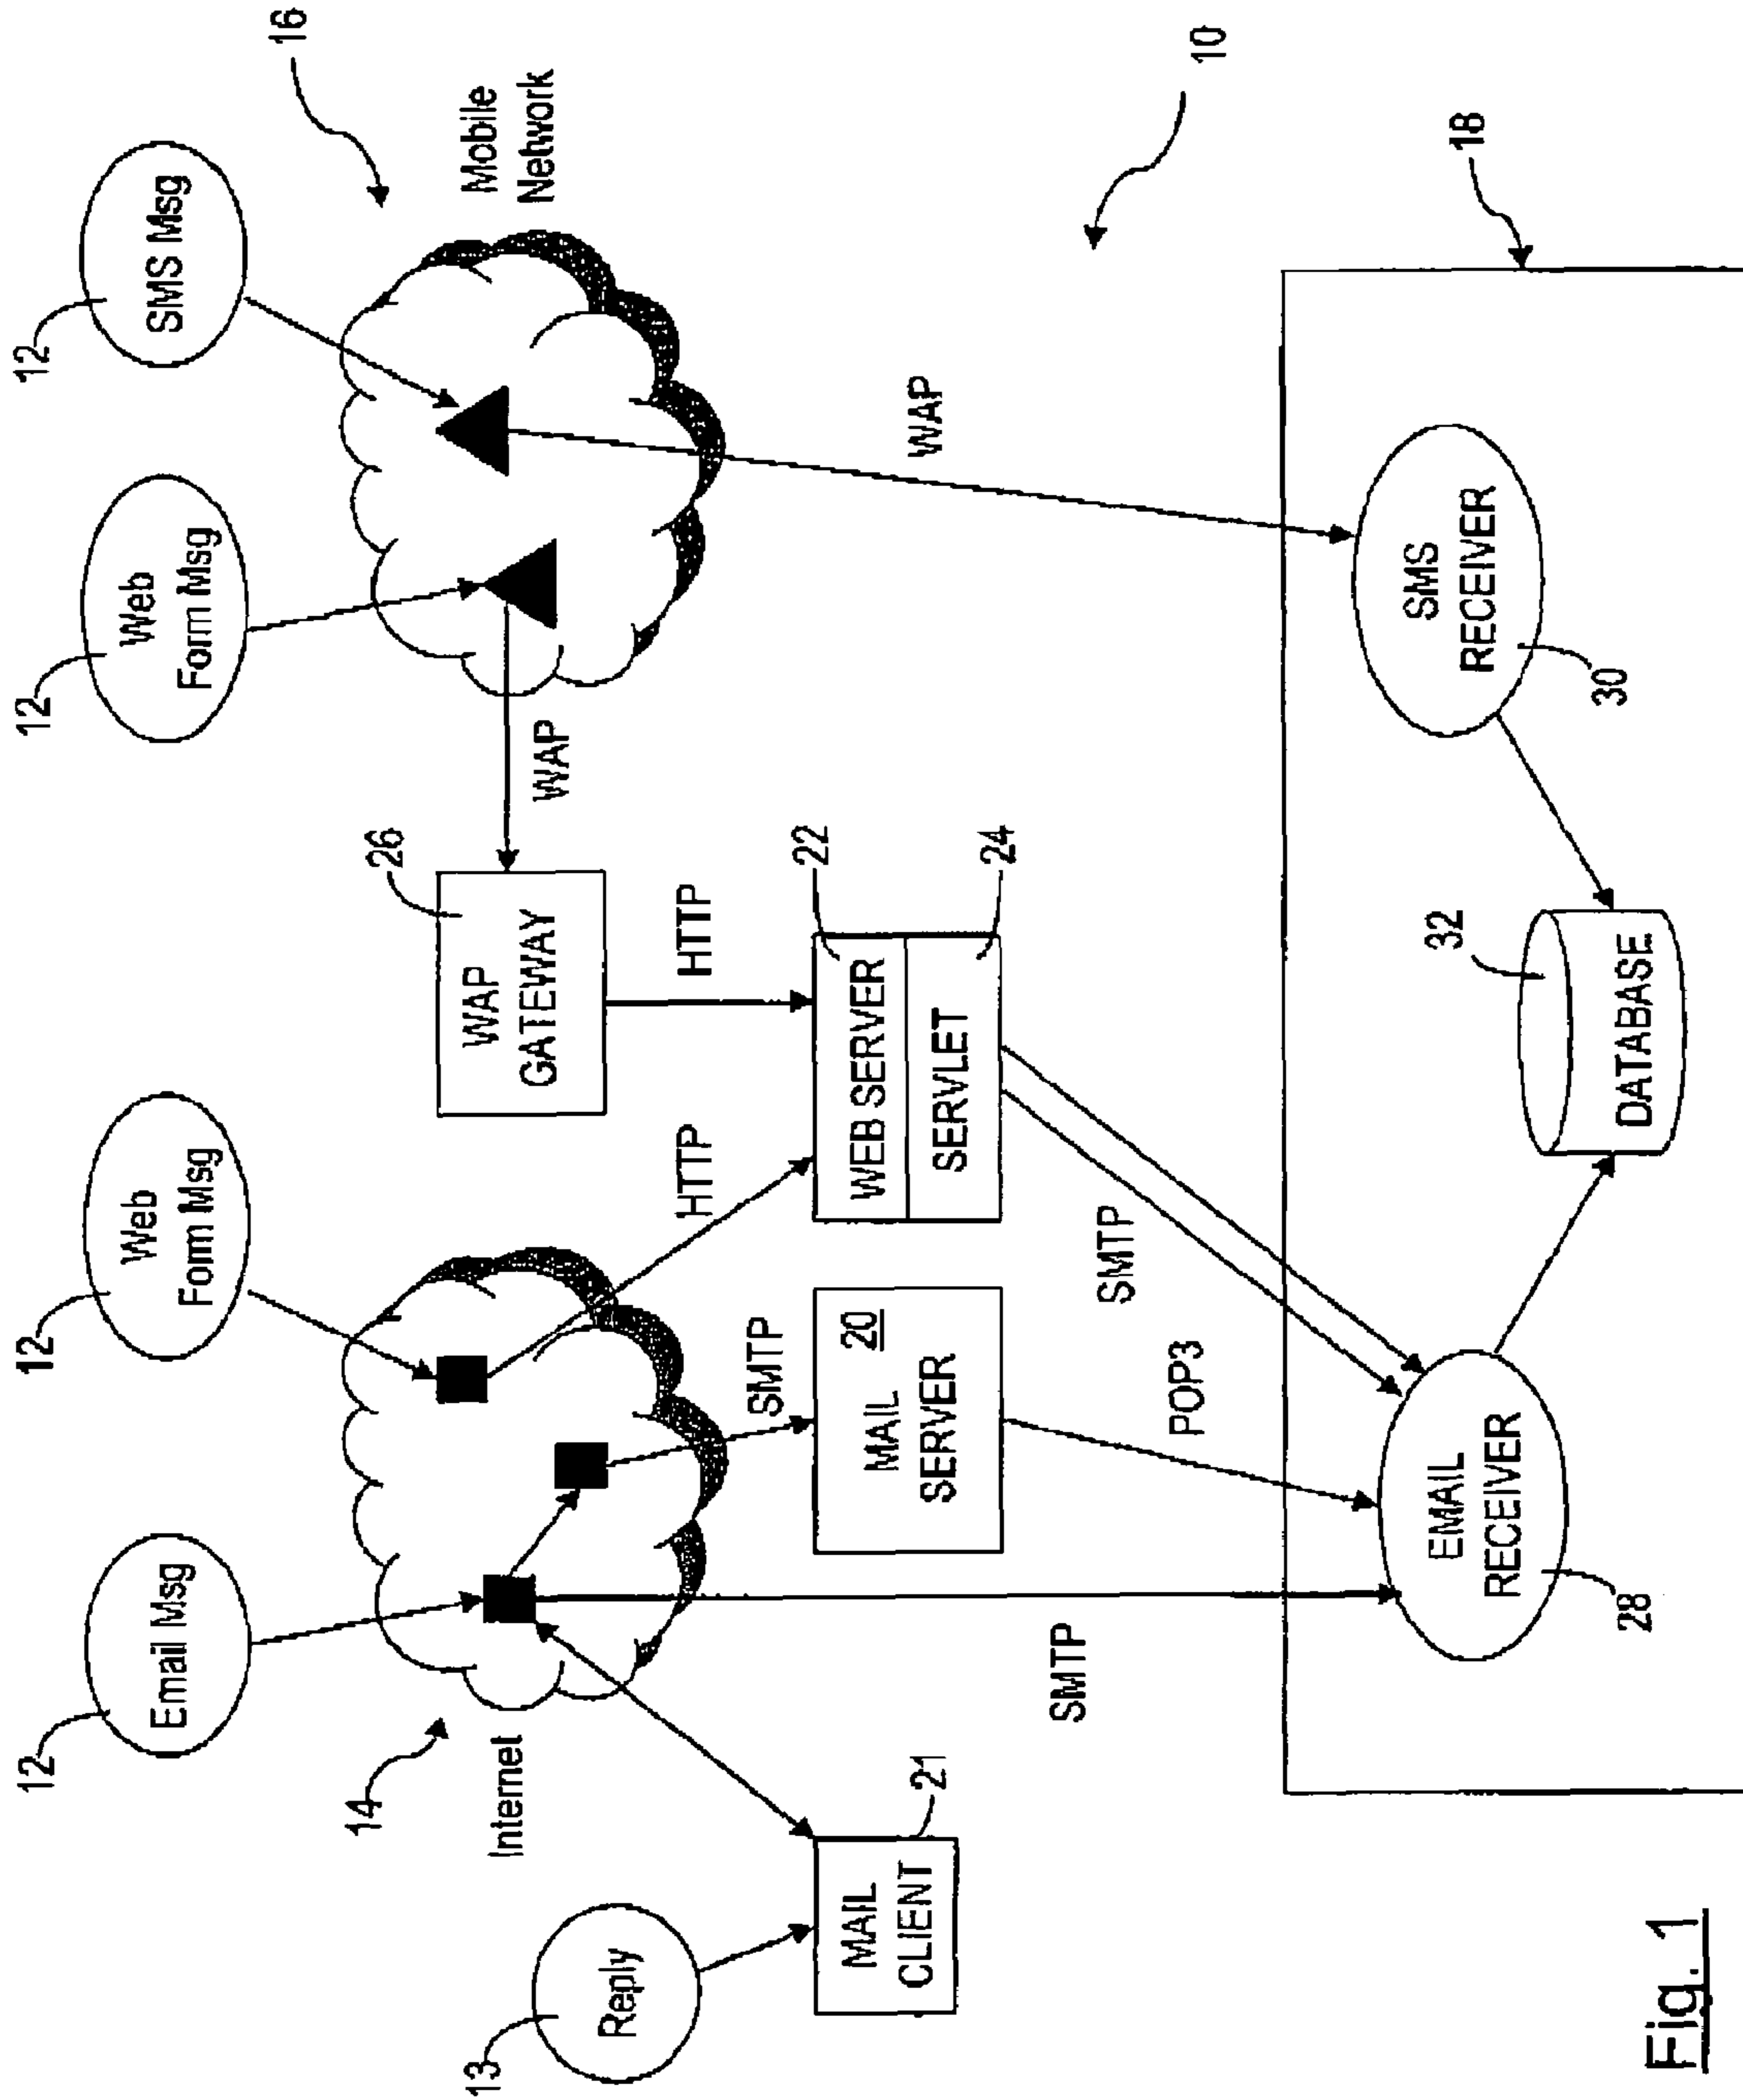 12
Email Msg
12
Web
Form Msg
12
Web
Form Msg
12
SMS Msg
16
Mobile
Network
14
Internet
13
Reply
MAIL
CLIENT
21
SMTP
MAIL
SERVER
20
HTTP
WAP
GATEWAY
26
WAP
HTTP
WEB SERVER
22
SERVLET
24
WAP
10
SMTP
POP3
SMTP
18
EMAIL
RECEIVER
28
SMS
RECEIVER
30
32
DATABASE
Fig. 1